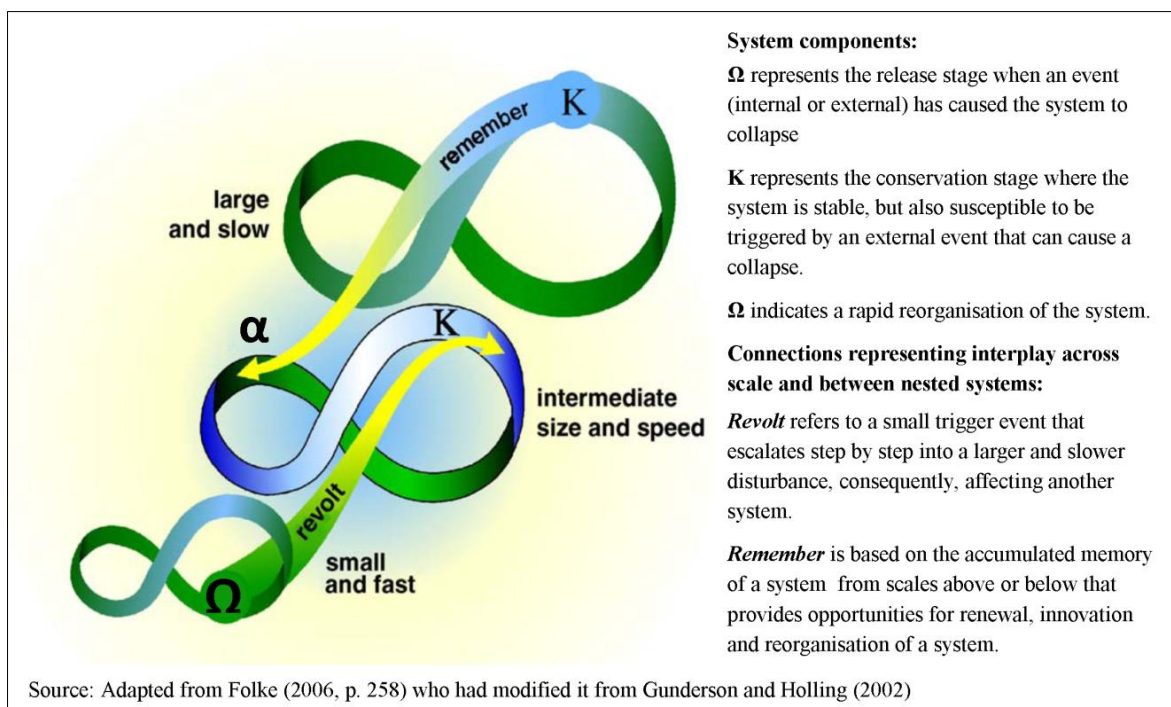 K
remember
large
and slow
α
K
intermediate
size and speed
revolt
small
and fast
Ω
System components:
Ω represents the release stage when an event
(internal or external) has caused the system to
collapse
K represents the conservation stage where the
system is stable, but also susceptible to be
triggered by an external event that can cause a
collapse.
Ω indicates a rapid reorganisation of the system.
Connections representing interplay across
scale and between nested systems:
Revolt refers to a small trigger event that
escalates step by step into a larger and slower
disturbance, consequently, affecting another
system.
Remember is based on the accumulated memory
of a system from scales above or below that
provides opportunities for renewal, innovation
and reorganisation of a system.
Source: Adapted from Folke (2006, p. 258) who had modified it from Gunderson and Holling (2002)